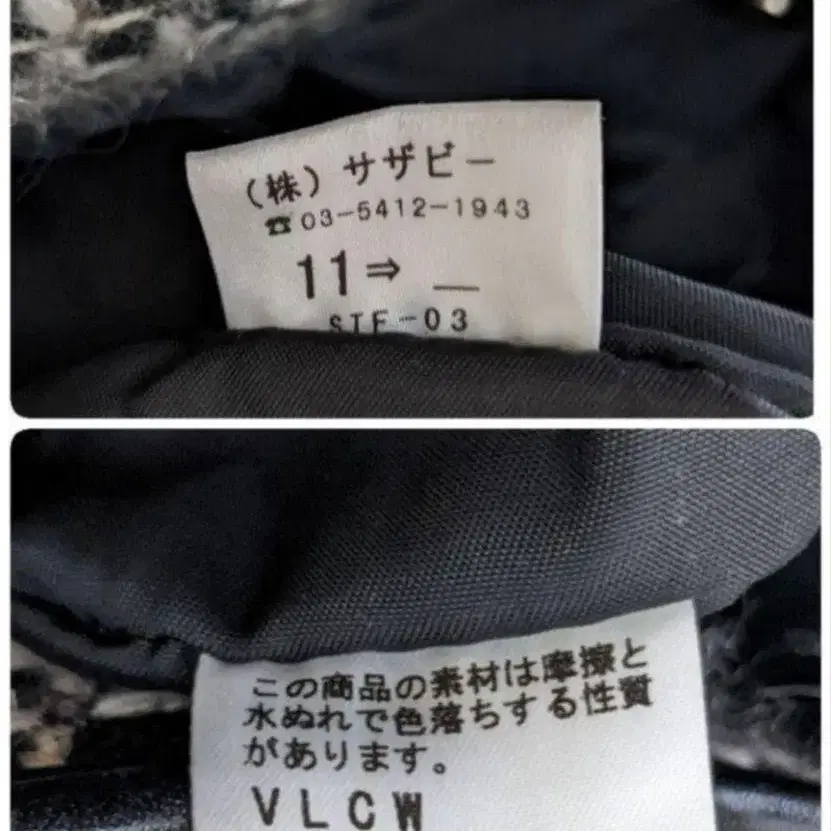 （株）サザビー
☎03-5412-1943
11⇒ _
STF-03
この商品の素材は摩擦と
水ぬれで色落ちする性質
があります。
VLCW